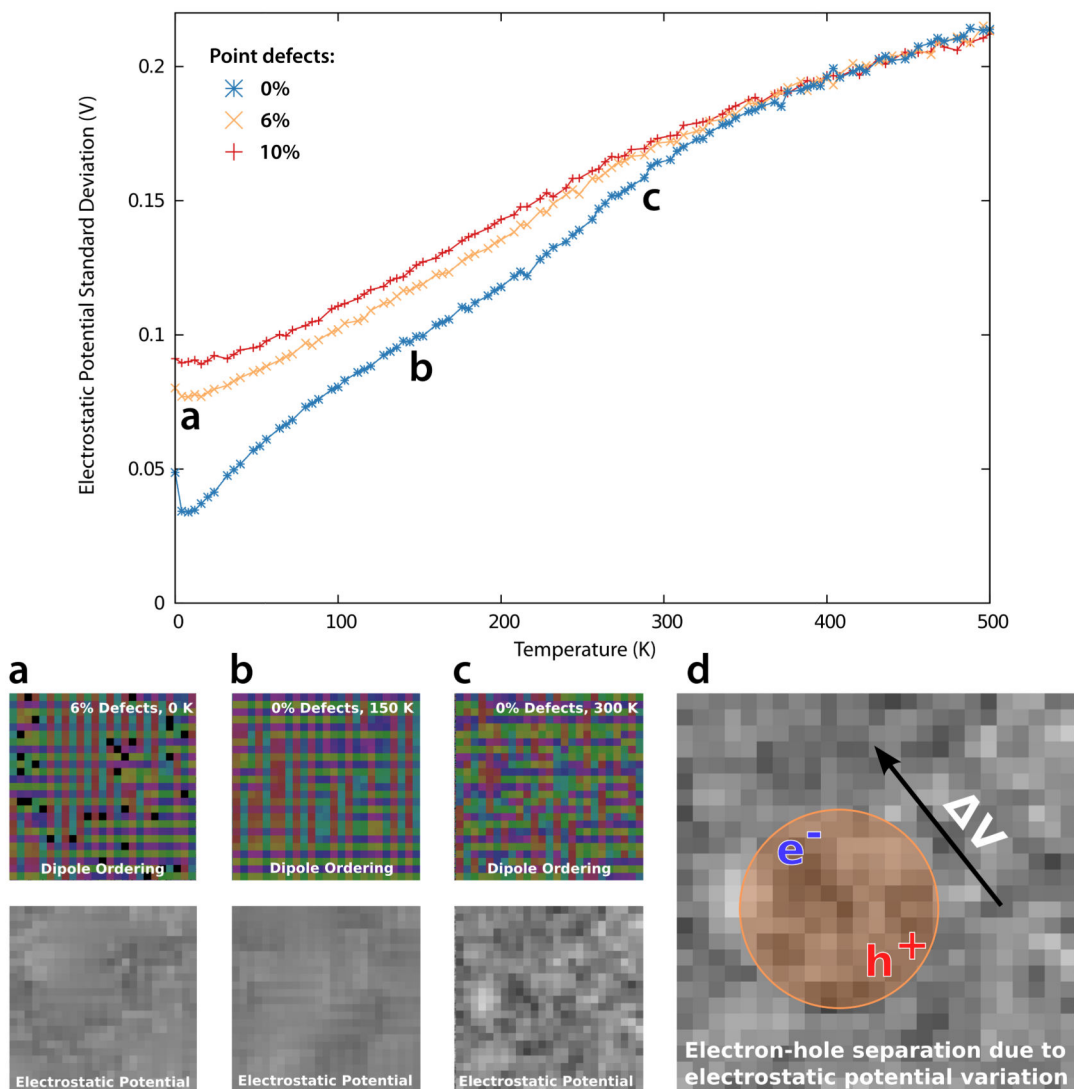 Point defects:
0%
6%
10%
Electrostatic Potential Standard Deviation (V)
0.2
0.15
0.1
0.05
0
a
b
c
0 100 200 300 400 500
Temperature (K)
a b c d
6% Defects, 0 K
Dipole Ordering
0% Defects, 150 K
Dipole Ordering
0% Defects, 300 K
Dipole Ordering
Electrostatic Potential
Electrostatic Potential
Electrostatic Potential
ΔV
e-
h+
Electron-hole separation due to
electrostatic potential variation